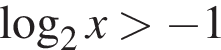 log₂ x > −1